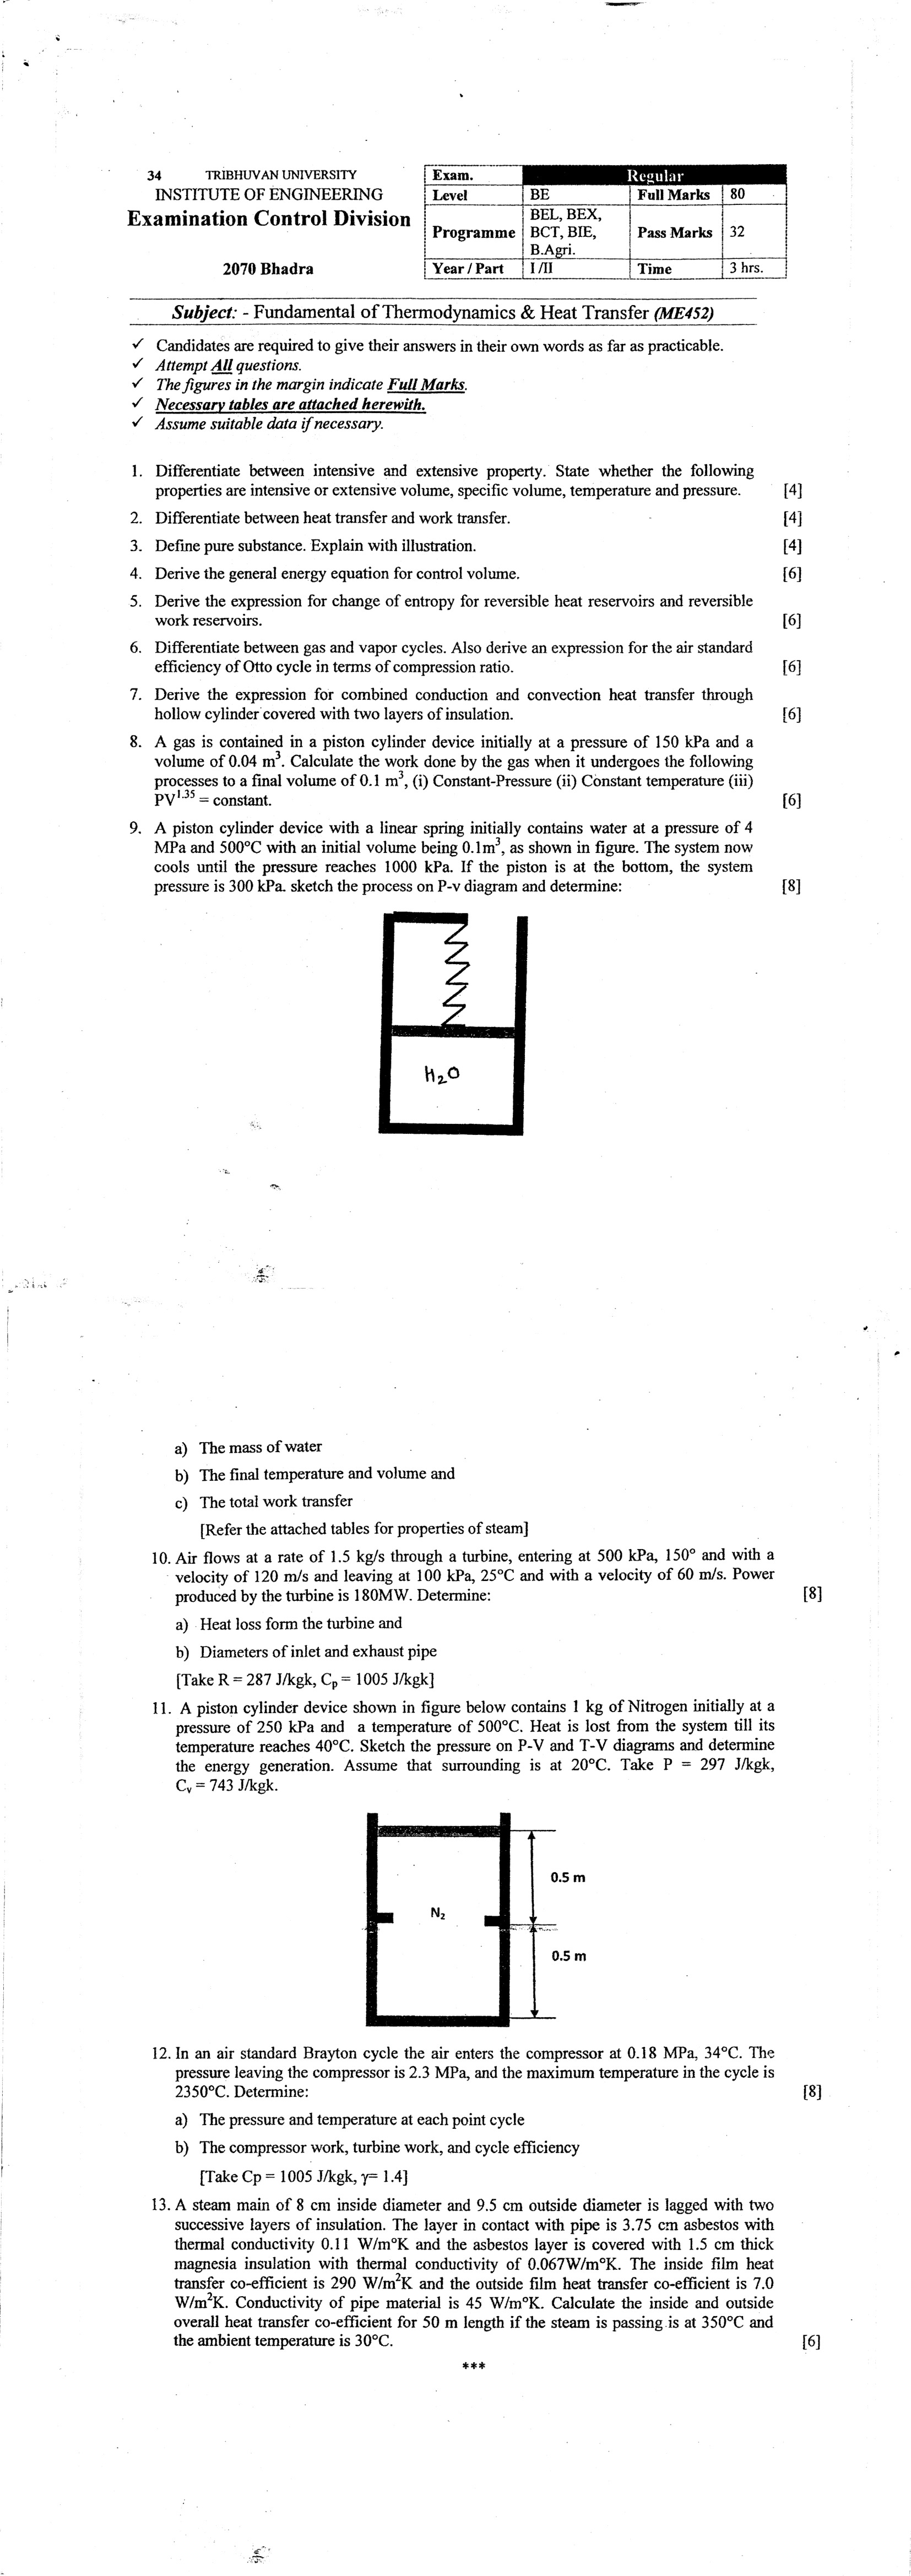 34 TRIBHUVAN UNIVERSITY
INSTITUTE OF ENGINEERING
Examination Control Division
2070 Bhadra
Exam. Regular
Level BE Full Marks 80
Programme BEL, BEX, BCT, BIE, B.Agri. Pass Marks 32
Year / Part I /II Time 3 hrs.
Subject: - Fundamental of Thermodynamics & Heat Transfer (ME452)
✓ Candidates are required to give their answers in their own words as far as practicable.
✓ Attempt All questions.
✓ The figures in the margin indicate Full Marks.
✓ Necessary tables are attached herewith.
✓ Assume suitable data if necessary.
1. Differentiate between intensive and extensive property. State whether the following
properties are intensive or extensive volume, specific volume, temperature and pressure. [4]
2. Differentiate between heat transfer and work transfer. [4]
3. Define pure substance. Explain with illustration. [4]
4. Derive the general energy equation for control volume. [6]
5. Derive the expression for change of entropy for reversible heat reservoirs and reversible
work reservoirs. [6]
6. Differentiate between gas and vapor cycles. Also derive an expression for the air standard
efficiency of Otto cycle in terms of compression ratio. [6]
7. Derive the expression for combined conduction and convection heat transfer through
hollow cylinder covered with two layers of insulation. [6]
8. A gas is contained in a piston cylinder device initially at a pressure of 150 kPa and a
volume of 0.04 m³. Calculate the work done by the gas when it undergoes the following
processes to a final volume of 0.1 m³, (i) Constant-Pressure (ii) Constant temperature (iii)
PV¹·³⁵ = constant. [6]
9. A piston cylinder device with a linear spring initially contains water at a pressure of 4
MPa and 500°C with an initial volume being 0.1m³, as shown in figure. The system now
cools until the pressure reaches 1000 kPa. If the piston is at the bottom, the system
pressure is 300 kPa. sketch the process on P-v diagram and determine: [8]
H₂O
a) The mass of water
b) The final temperature and volume and
c) The total work transfer
[Refer the attached tables for properties of steam]
10. Air flows at a rate of 1.5 kg/s through a turbine, entering at 500 kPa, 150° and with a
velocity of 120 m/s and leaving at 100 kPa, 25°C and with a velocity of 60 m/s. Power
produced by the turbine is 180MW. Determine: [8]
a) Heat loss form the turbine and
b) Diameters of inlet and exhaust pipe
[Take R = 287 J/kgk, Cₚ = 1005 J/kgk]
11. A piston cylinder device shown in figure below contains 1 kg of Nitrogen initially at a
pressure of 250 kPa and a temperature of 500°C. Heat is lost from the system till its
temperature reaches 40°C. Sketch the pressure on P-V and T-V diagrams and determine
the energy generation. Assume that surrounding is at 20°C. Take P = 297 J/kgk,
Cᵥ = 743 J/kgk.
0.5 m
N₂
0.5 m
12. In an air standard Brayton cycle the air enters the compressor at 0.18 MPa, 34°C. The
pressure leaving the compressor is 2.3 MPa, and the maximum temperature in the cycle is
2350°C. Determine: [8]
a) The pressure and temperature at each point cycle
b) The compressor work, turbine work, and cycle efficiency
[Take Cp = 1005 J/kgk, γ= 1.4]
13. A steam main of 8 cm inside diameter and 9.5 cm outside diameter is lagged with two
successive layers of insulation. The layer in contact with pipe is 3.75 cm asbestos with
thermal conductivity 0.11 W/m°K and the asbestos layer is covered with 1.5 cm thick
magnesia insulation with thermal conductivity of 0.067W/m°K. The inside film heat
transfer co-efficient is 290 W/m²K and the outside film heat transfer co-efficient is 7.0
W/m²K. Conductivity of pipe material is 45 W/m°K. Calculate the inside and outside
overall heat transfer co-efficient for 50 m length if the steam is passing is at 350°C and
the ambient temperature is 30°C. [6]
***